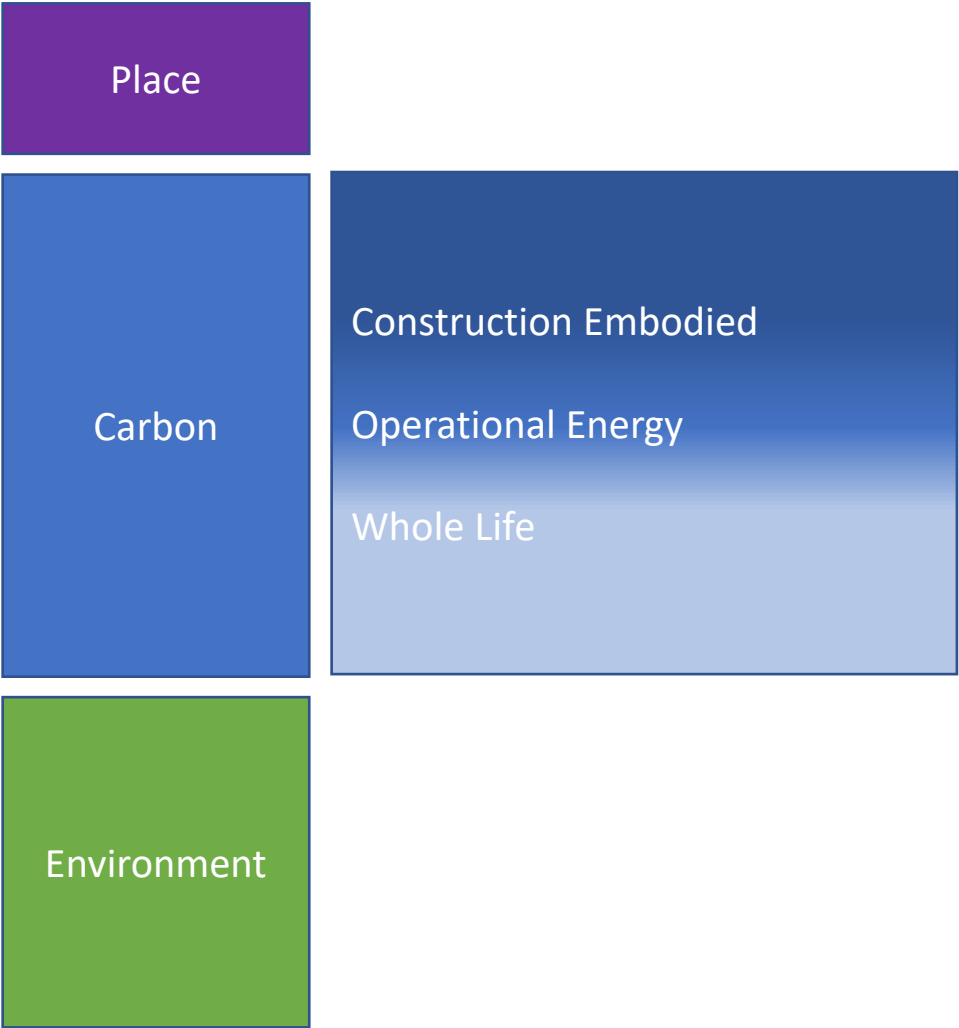 Place
Carbon
Construction Embodied
Operational Energy
Whole Life
Environment